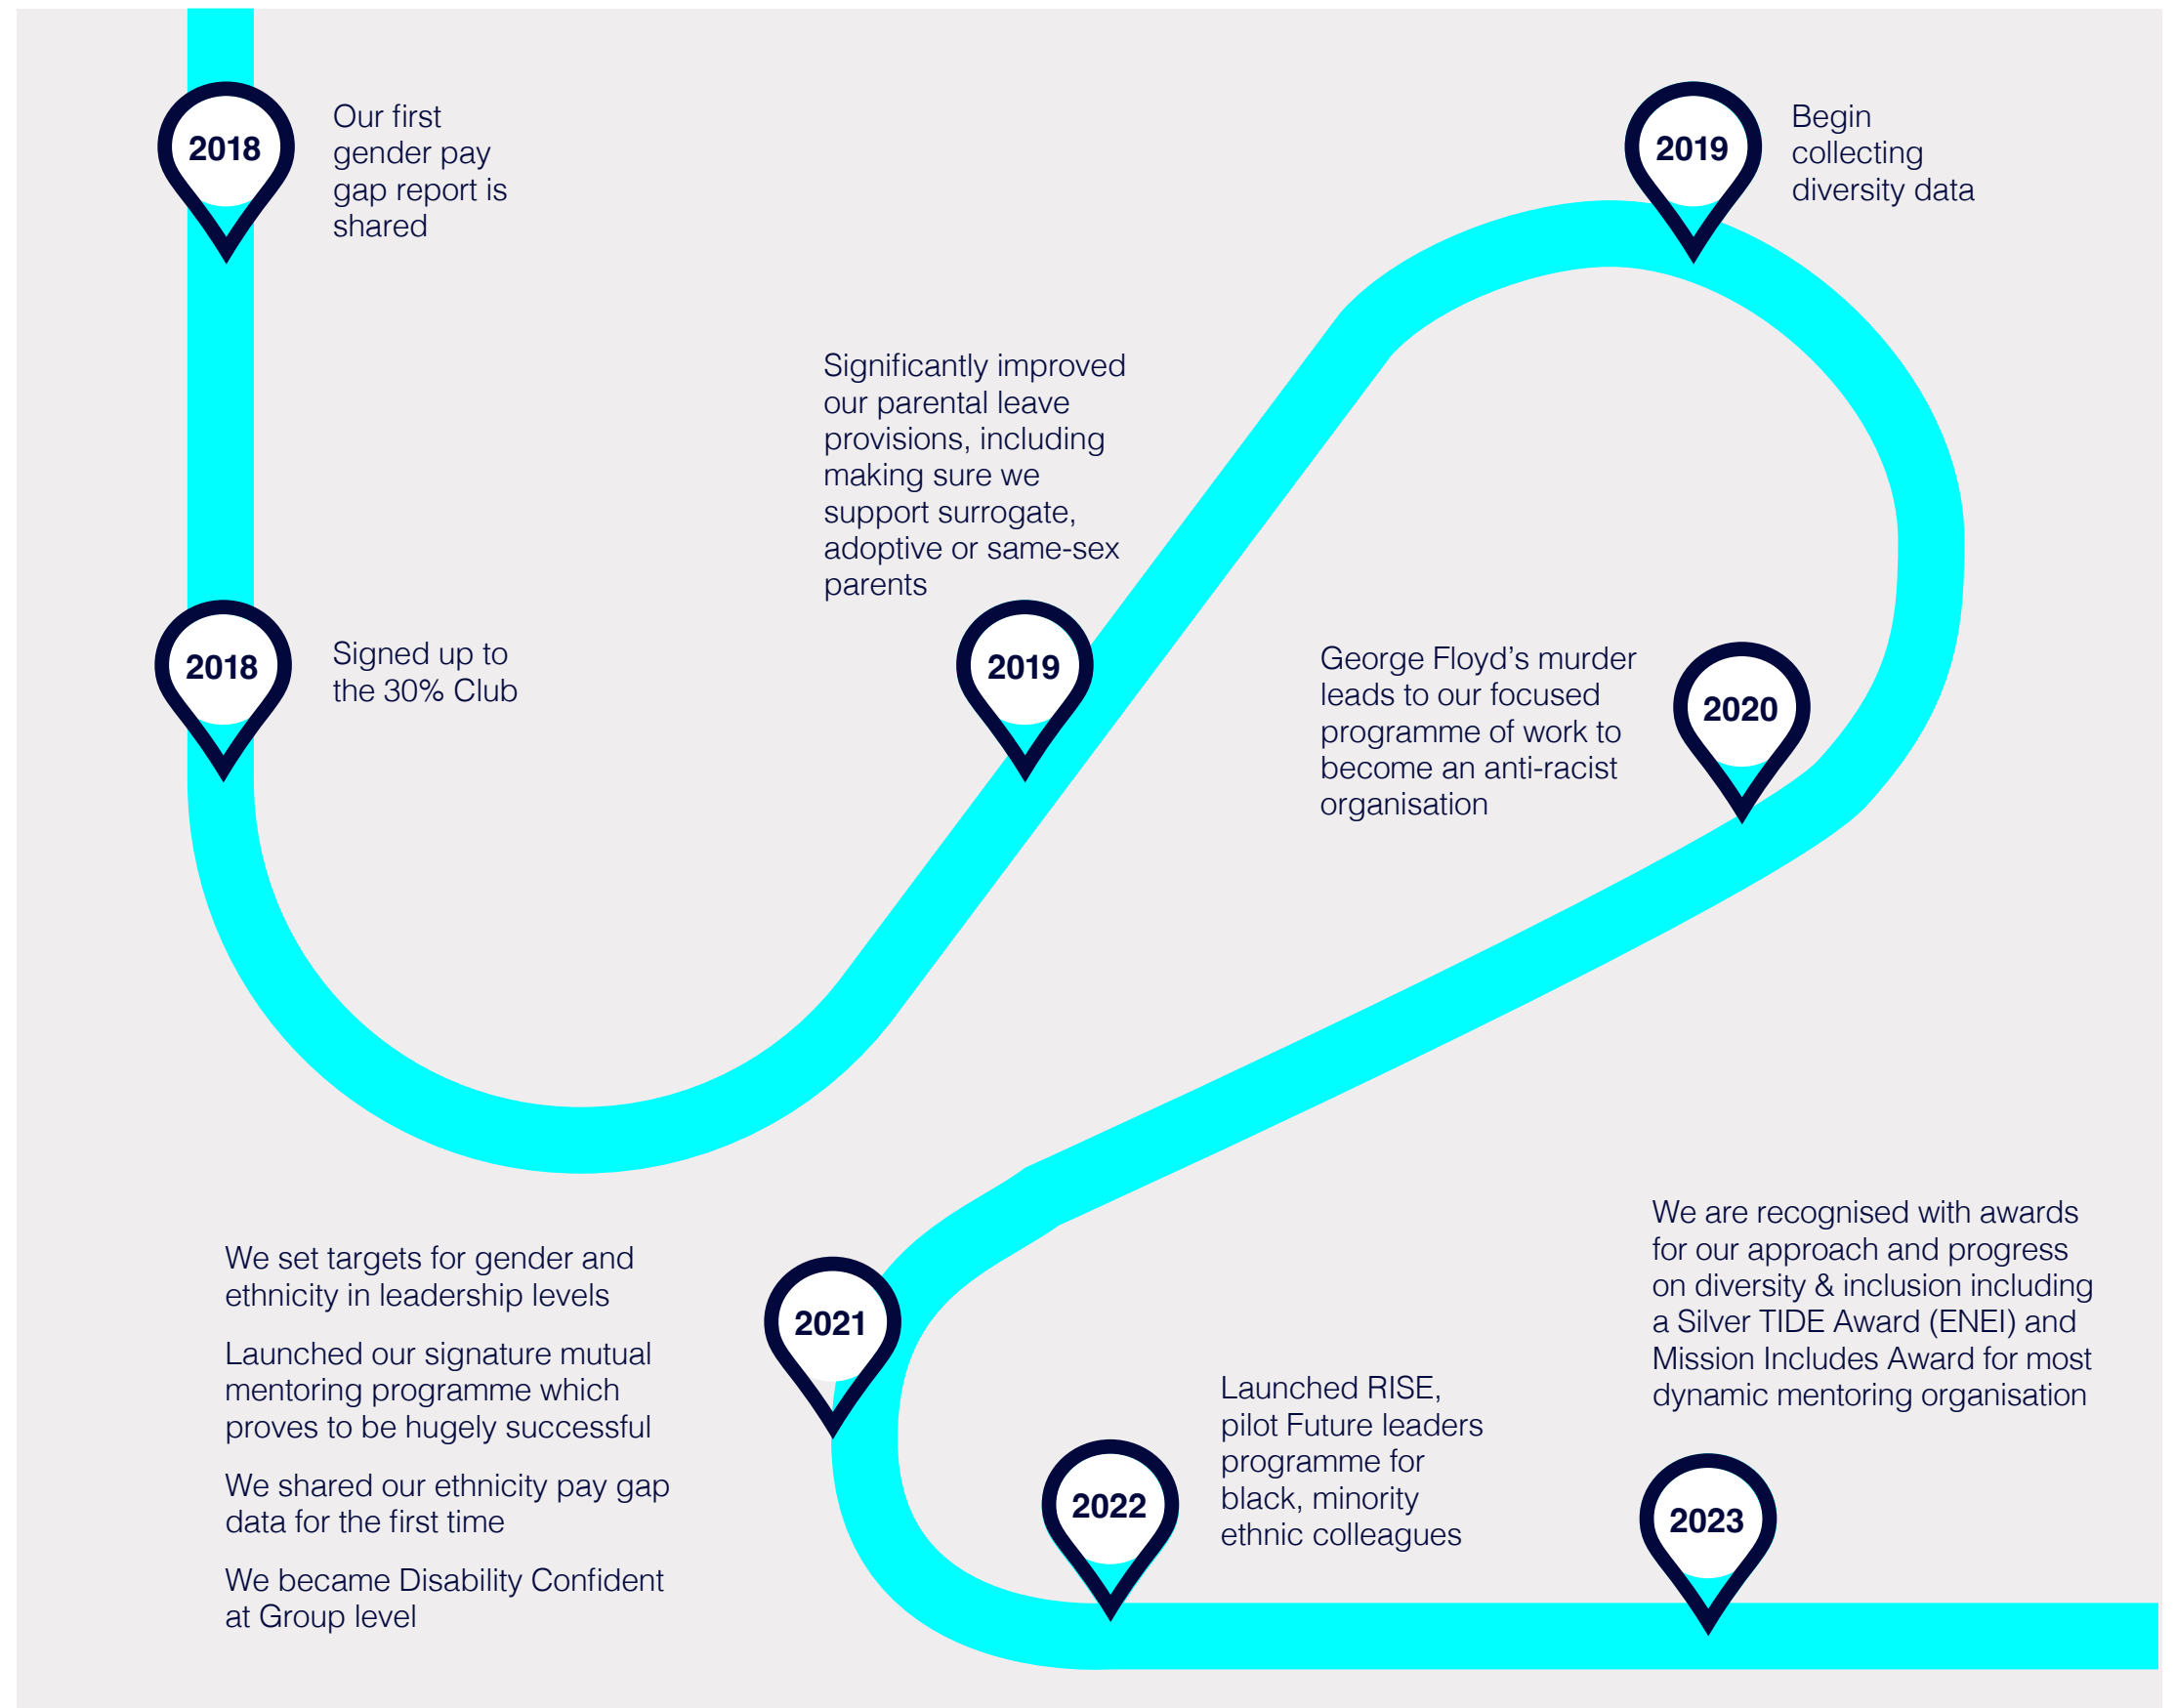 2018
Our first
gender pay
gap report is
shared
2018
Signed up to
the 30% Club
2019
Significantly improved
our parental leave
provisions, including
making sure we
support surrogate,
adoptive or same-sex
parents
2019
Begin
collecting
diversity data
2020
George Floyd’s murder
leads to our focused
programme of work to
become an anti-racist
organisation
2021
We set targets for gender and
ethnicity in leadership levels
Launched our signature mutual
mentoring programme which
proves to be hugely successful
We shared our ethnicity pay gap
data for the first time
We became Disability Confident
at Group level
2022
Launched RISE,
pilot Future leaders
programme for
black, minority
ethnic colleagues
2023
We are recognised with awards
for our approach and progress
on diversity & inclusion including
a Silver TIDE Award (ENEI) and
Mission Includes Award for most
dynamic mentoring organisation